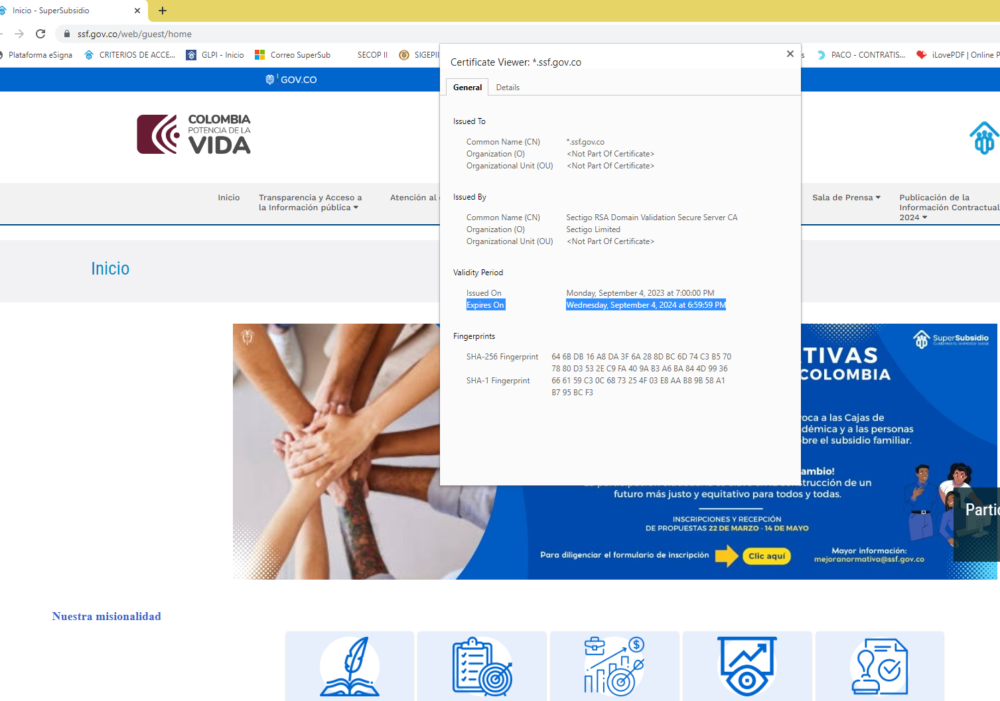 Inicio - SuperSubsidio
ssf.gov.co/web/guest/home
Plataforma eSigna
CRITERIOS DE ACCE...
GLPI - Inicio
Correo SuperSub
SECOP II
SIGEPII
s
PACO - CONTRATIS...
iLovePDF | Online P
GOV.CO
COLOMBIA
POTENCIA DE LA
VIDA
Inicio
Transparencia y Acceso a
la Información pública
Atención al
Sala de Prensa
Publicación de la
Información Contractual
2024
Inicio
Certificate Viewer: *.ssf.gov.co
General
Details
Issued To
Common Name (CN) *.ssf.gov.co
Organization (O) <Not Part Of Certificate>
Organizational Unit (OU) <Not Part Of Certificate>
Issued By
Common Name (CN) Sectigo RSA Domain Validation Secure Server CA
Organization (O) Sectigo Limited
Organizational Unit (OU) <Not Part Of Certificate>
Validity Period
Issued On Monday, September 4, 2023 at 7:00:00 PM
Expires On Wednesday, September 4, 2024 at 6:59:59 PM
Fingerprints
SHA-256 Fingerprint 64 6B DB 16 A8 DA 3F 6A 28 8D BC 6D 74 C3 B5 70
78 80 D3 53 2E C9 FA 40 9A B3 A6 BA 84 4D 99 36
SHA-1 Fingerprint 66 61 59 C3 0C 68 73 25 4F 03 E8 AA B8 9B 58 A1
B7 95 BC F3
SuperSubsidio
Cuidamos tu bienestar social
TIVAS
COLOMBIA
oca a las Cajas de
démica y a las personas
bre el subsidio familiar.
ambio!
strucción de un
futuro más justo y equitativo para todos y todas.
INSCRIPCIONES Y RECEPCIÓN
DE PROPUESTAS 22 DE MARZO - 14 DE MAYO
Para diligenciar el formulario de inscripción
Clic aquí
Mayor información:
mejoranormativa@ssf.gov.co
Partic
Nuestra misionalidad